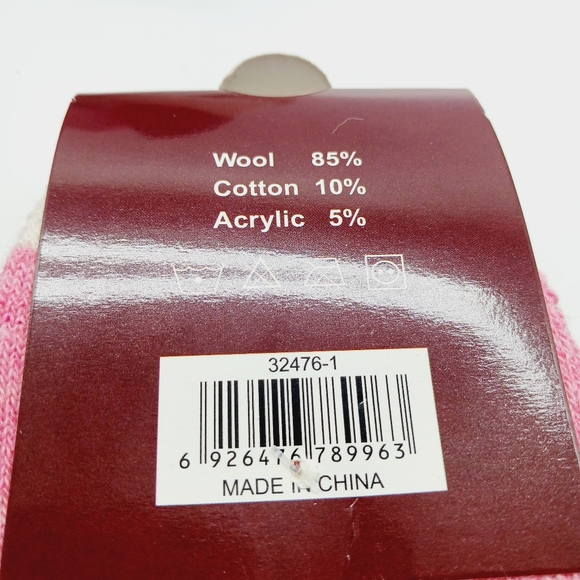 Wool 85%
Cotton 10%
Acrylic 5%
32476-1
6 926476 789963
MADE IN CHINA